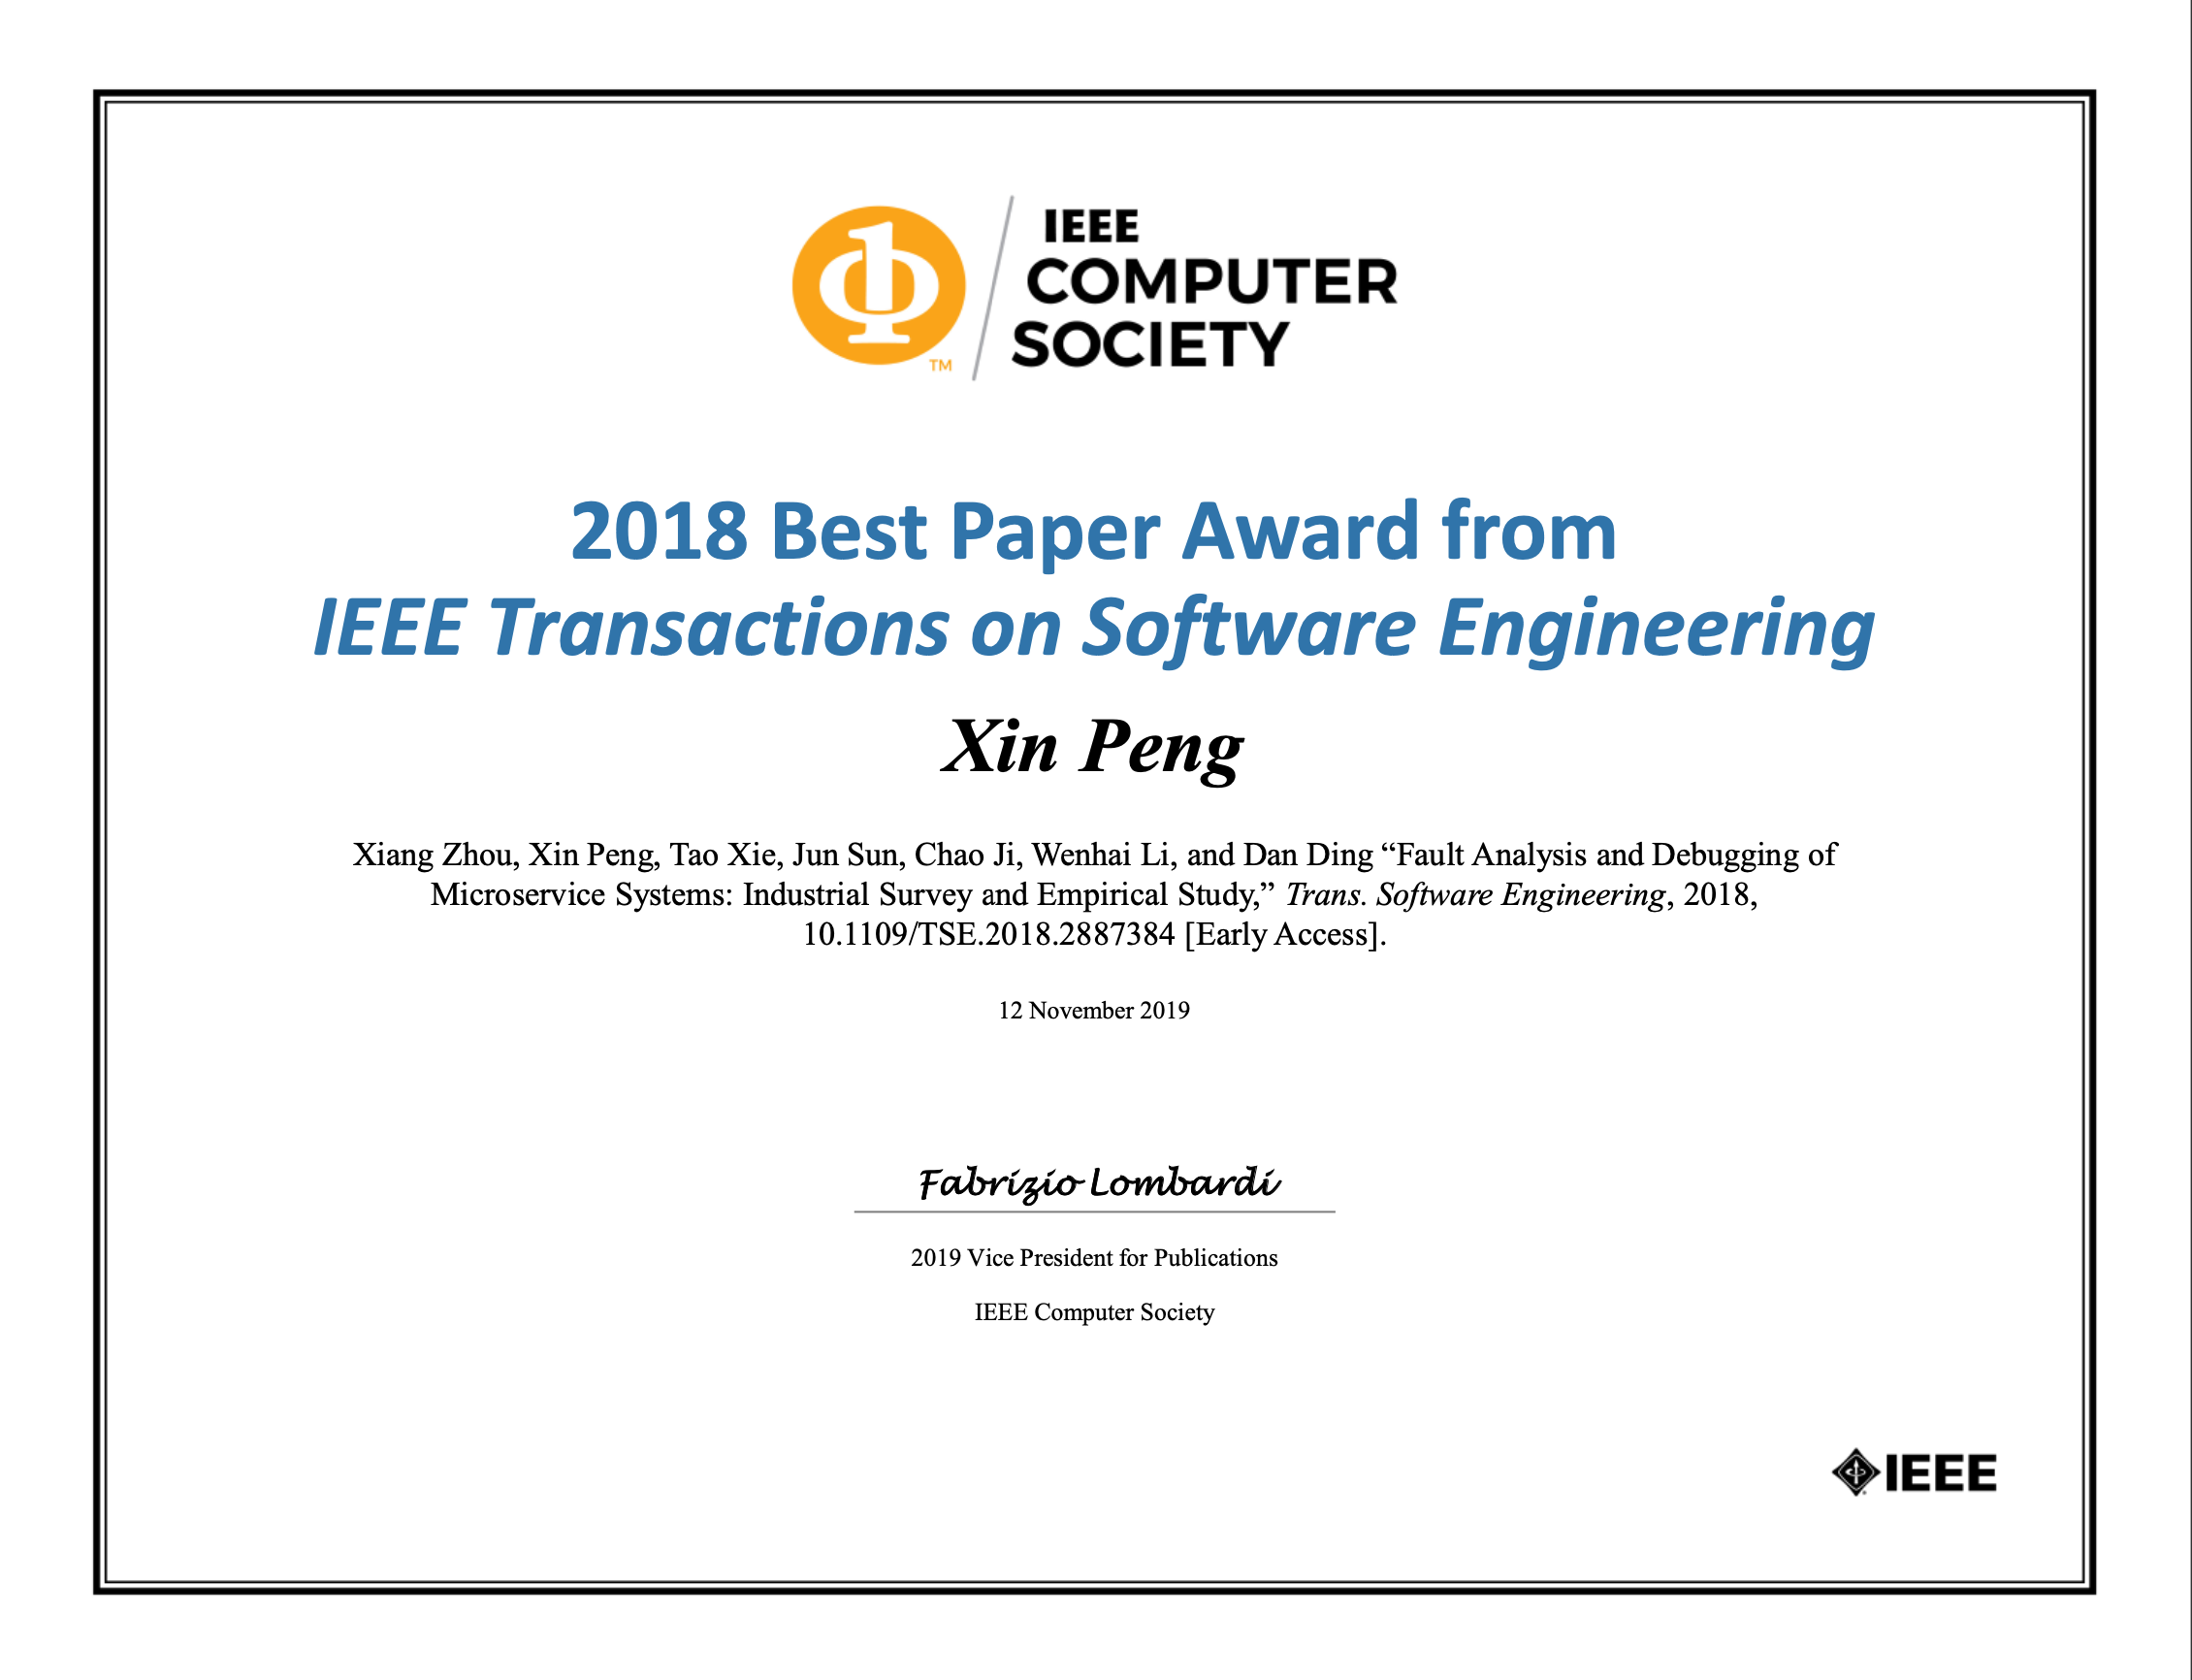 IEEE
COMPUTER
SOCIETY
TM
2018 Best Paper Award from
IEEE Transactions on Software Engineering
Xin Peng
Xiang Zhou, Xin Peng, Tao Xie, Jun Sun, Chao Ji, Wenhai Li, and Dan Ding “Fault Analysis and Debugging of
Microservice Systems: Industrial Survey and Empirical Study,” Trans. Software Engineering, 2018,
10.1109/TSE.2018.2887384 [Early Access].
12 November 2019
Fabrizio Lombardi
2019 Vice President for Publications
IEEE Computer Society
IEEE